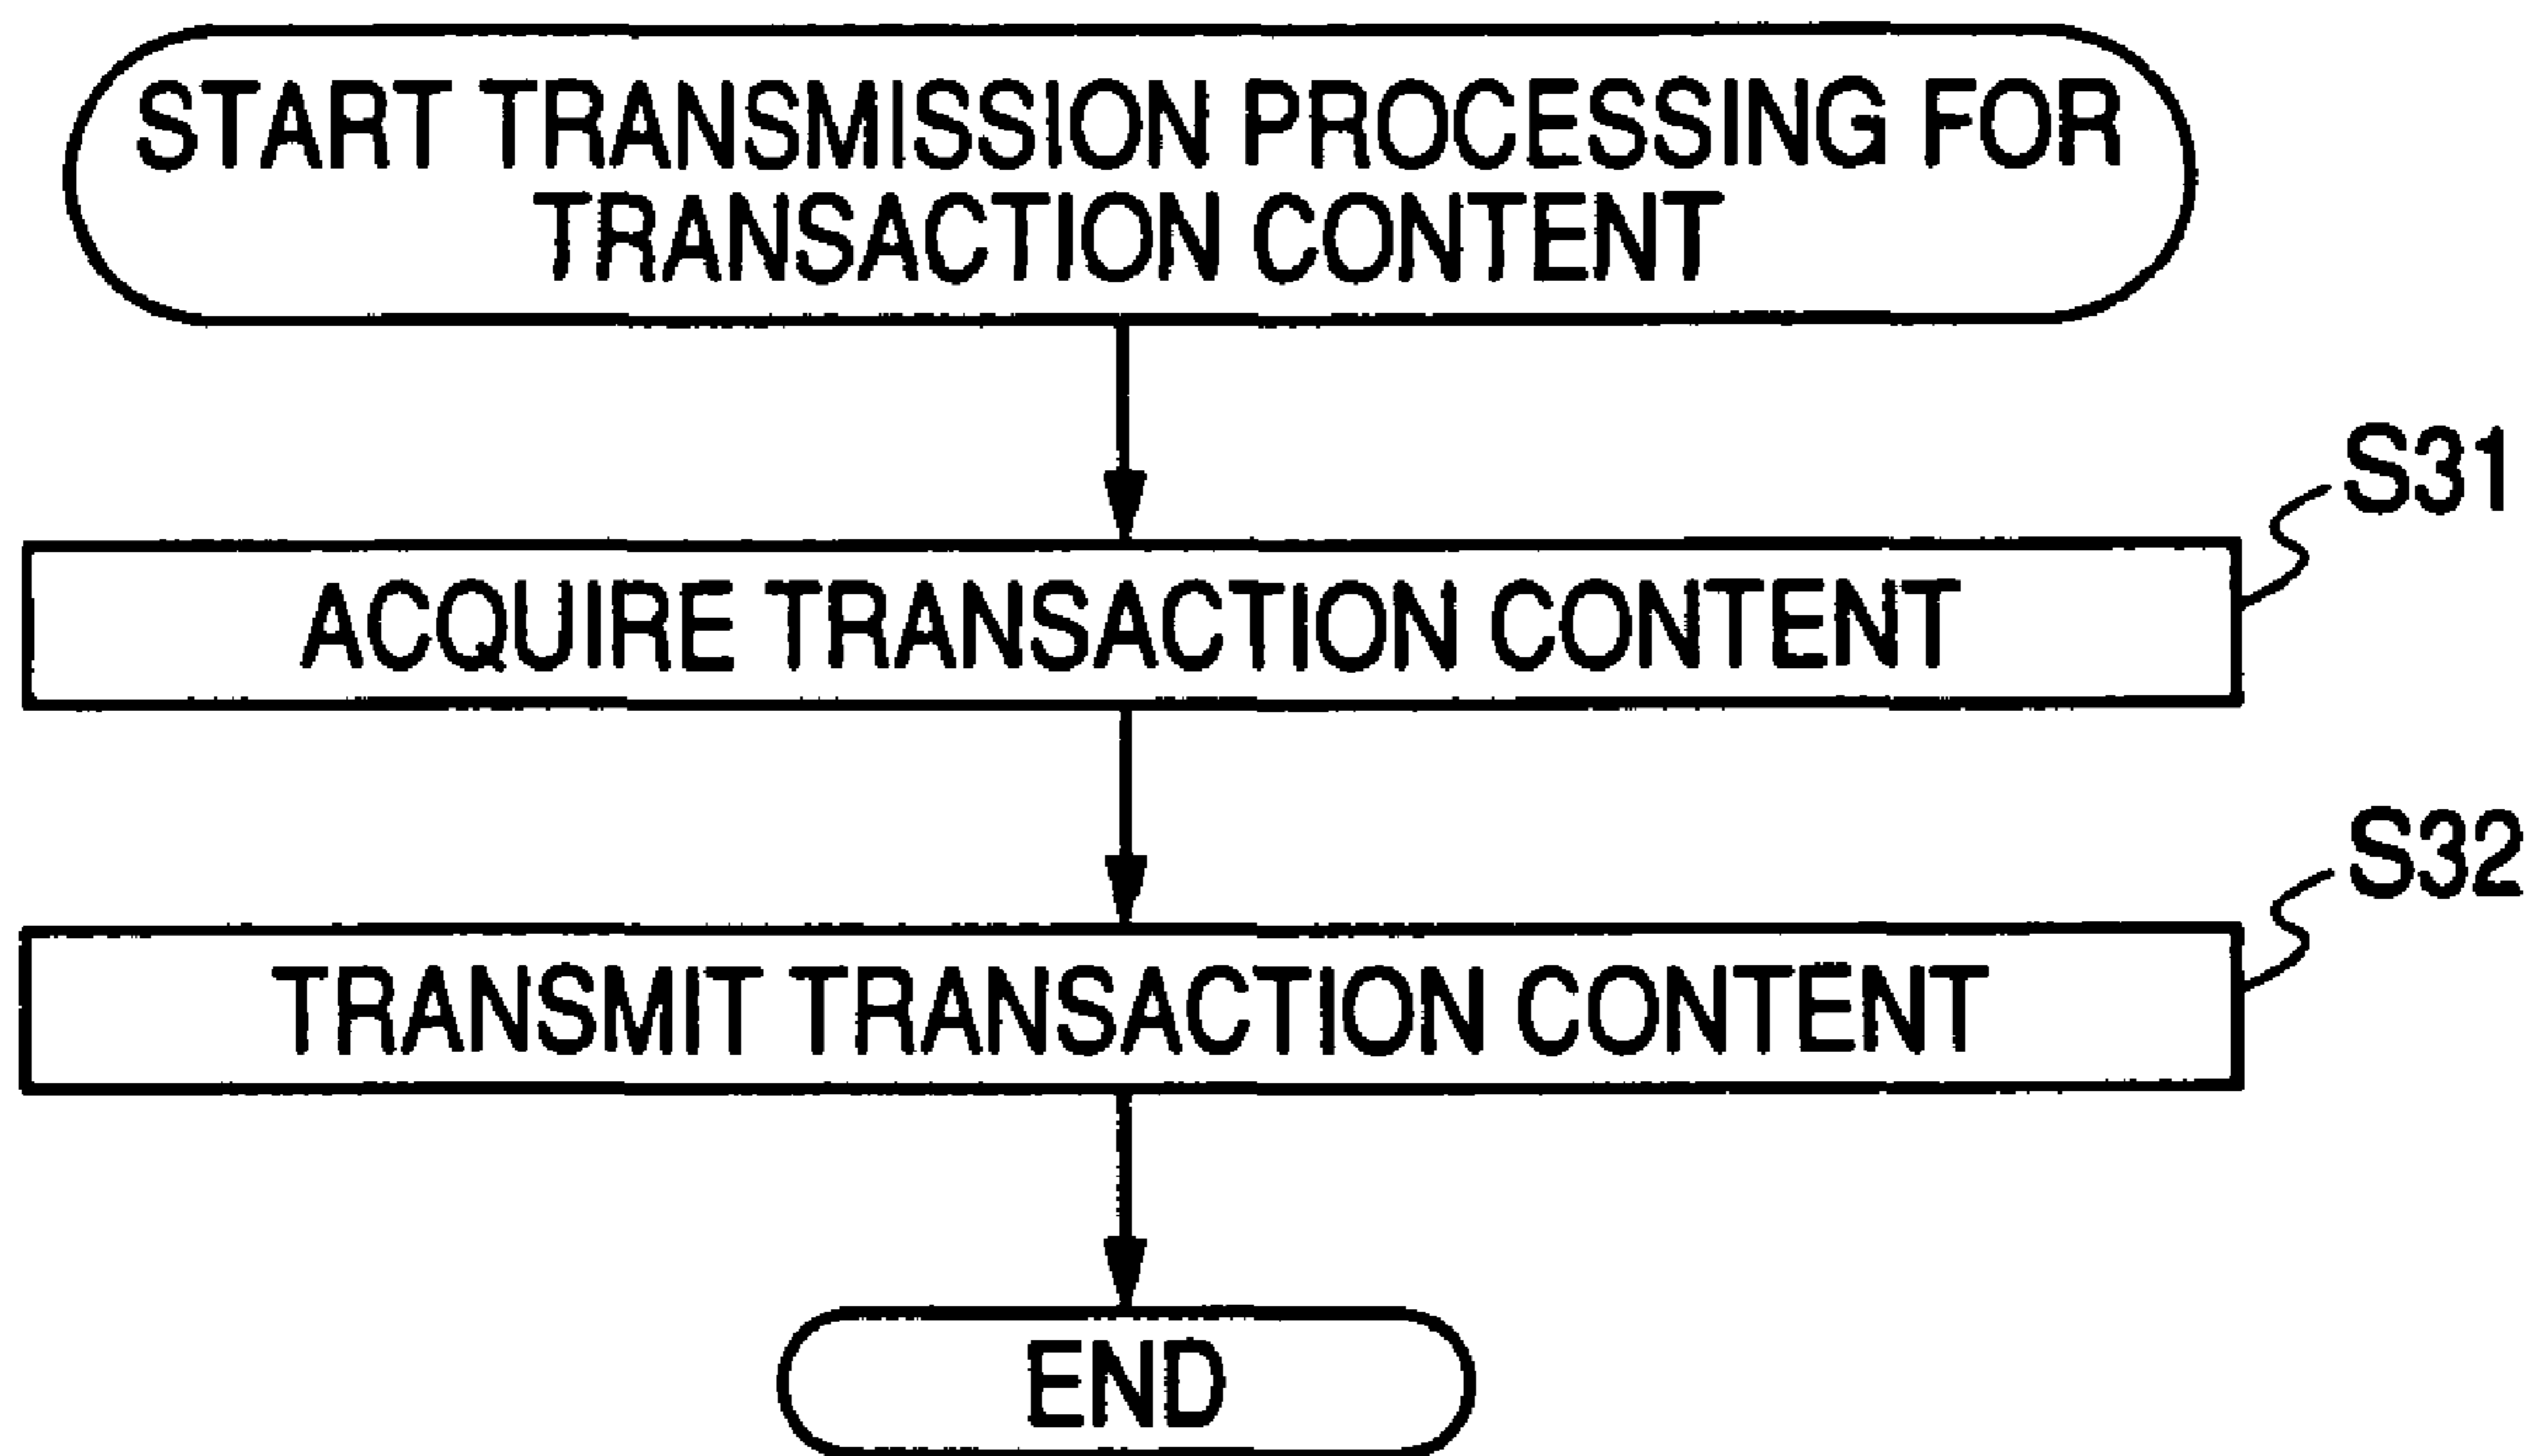 START TRANSMISSION PROCESSING FOR
TRANSACTION CONTENT
S31
ACQUIRE TRANSACTION CONTENT
S32
TRANSMIT TRANSACTION CONTENT
END